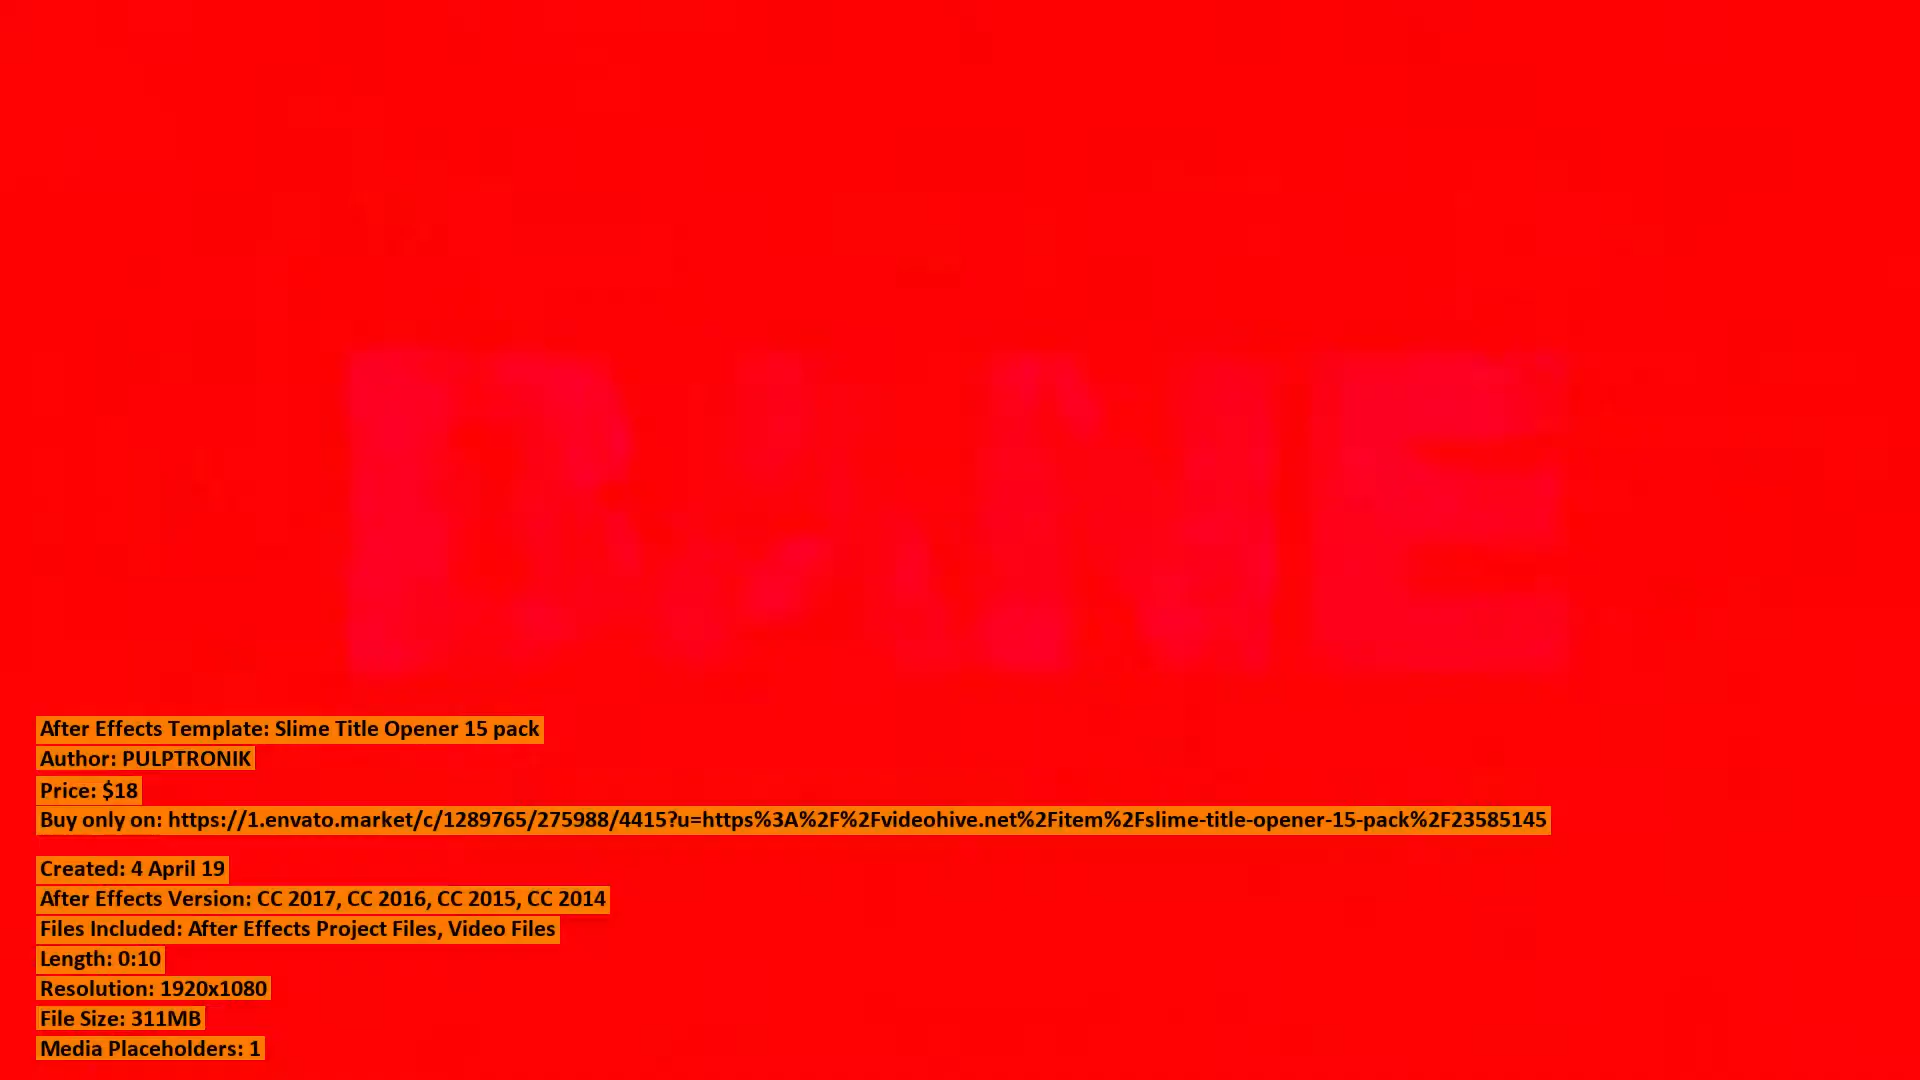 After Effects Template: Slime Title Opener 15 pack
Author: PULPTRONIK
Price: $18
Buy only on: https://1.envato.market/c/1289765/275988/4415?u=https%3A%2F%2Fvideohive.net%2Fitem%2Fslime-title-opener-15-pack%2F23585145
Created: 4 April 19
After Effects Version: CC 2017, CC 2016, CC 2015, CC 2014
Files Included: After Effects Project Files, Video Files
Length: 0:10
Resolution: 1920x1080
File Size: 311MB
Media Placeholders: 1